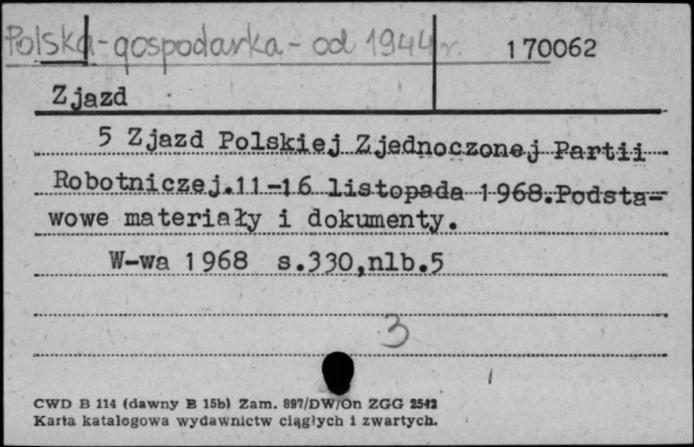 Polska - gospodarka - od 1944 r.
170062
Zjazd
5 Zjazd Polskiej Zjednoczonej Partii
Robotniczej.11-16 listopada 1968.Podsta-
wowe materiały i dokumenty.
W-wa 1968 s.330,nlb.5
3
CWD B 114 (dawny B 15b) Zam. 897/DW/On ZGG 2542
Karta katalogowa wydawnictw ciągłych i zwartych.